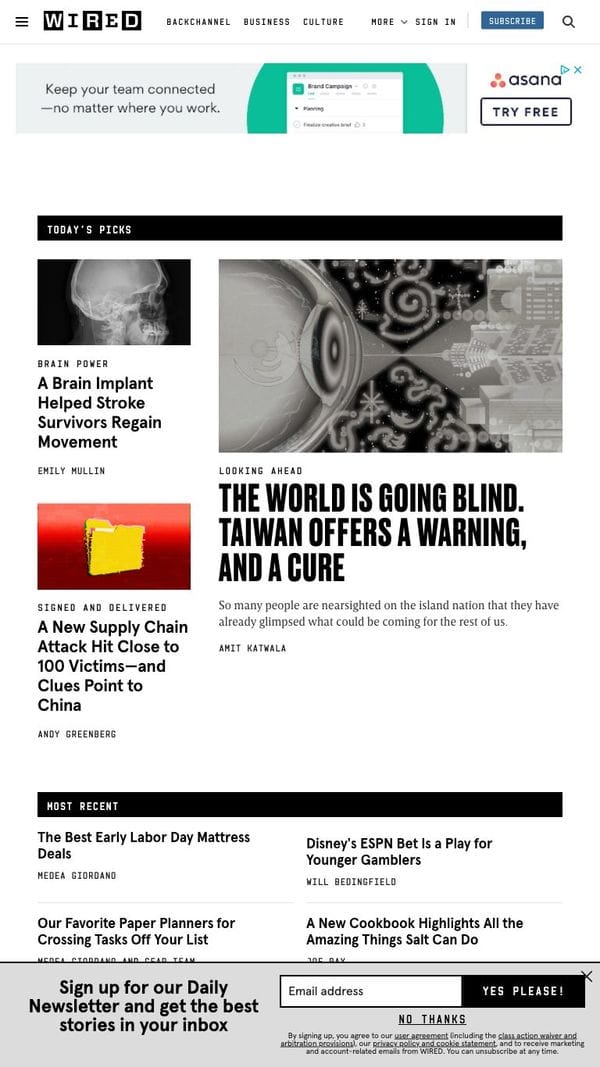 WIRED
BACKCHANNEL BUSINESS CULTURE MORE SIGN IN SUBSCRIBE
Keep your team connected
—no matter where you work.
Brand Campaign
Planning
Finalize creative brief
asana
TRY FREE
TODAY'S PICKS
BRAIN POWER
A Brain Implant
Helped Stroke
Survivors Regain
Movement
EMILY MULLIN
SIGNED AND DELIVERED
A New Supply Chain
Attack Hit Close to
100 Victims—and
Clues Point to
China
ANDY GREENBERG
LOOKING AHEAD
THE WORLD IS GOING BLIND.
TAIWAN OFFERS A WARNING,
AND A CURE
So many people are nearsighted on the island nation that they have
already glimpsed what could be coming for the rest of us.
AMIT KATWALA
MOST RECENT
The Best Early Labor Day Mattress
Deals
MEDEA GIORDANO
Disney's ESPN Bet Is a Play for
Younger Gamblers
WILL BEDINGFIELD
Our Favorite Paper Planners for
Crossing Tasks Off Your List
MEDEA GIORDANO AND GEAR TEAM
A New Cookbook Highlights All the
Amazing Things Salt Can Do
JOE RAY
Sign up for our Daily
Newsletter and get the best
stories in your inbox
Email address
YES PLEASE!
NO THANKS
By signing up, you agree to our user agreement (including the class action waiver and
arbitration provisions), our privacy policy and cookie statement, and to receive marketing
and account-related emails from WIRED. You can unsubscribe at any time.